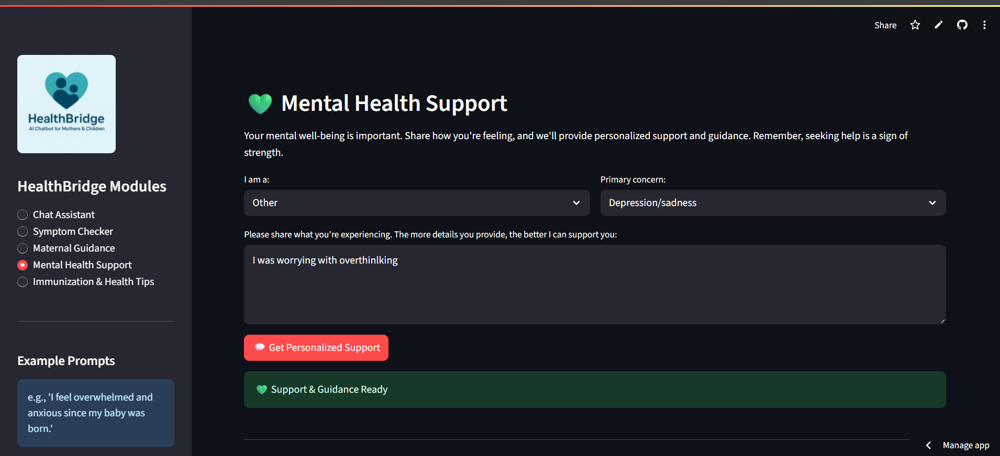 Share
HealthBridge
AI Chatbot for Mothers & Children
HealthBridge Modules
Chat Assistant
Symptom Checker
Maternal Guidance
Mental Health Support
Immunization & Health Tips
Example Prompts
e.g., 'I feel overwhelmed and
anxious since my baby was
born.'
Mental Health Support
Your mental well-being is important. Share how you're feeling, and we'll provide personalized support and guidance. Remember, seeking help is a sign of
strength.
I am a:
Other
Primary concern:
Depression/sadness
Please share what you're experiencing. The more details you provide, the better I can support you:
I was worrying with overthinlking
Get Personalized Support
Support & Guidance Ready
Manage app